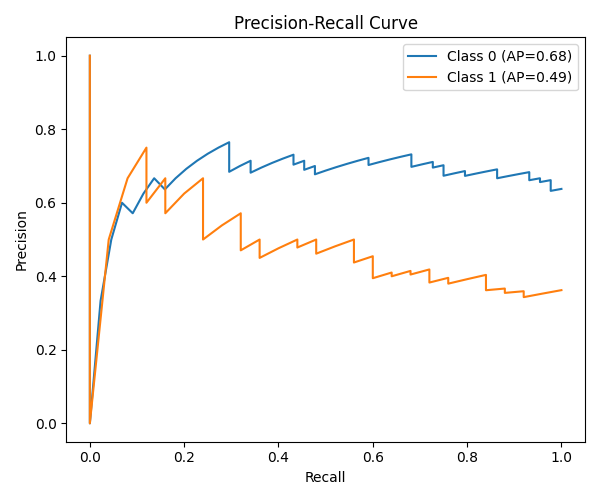 Precision-Recall Curve
Class 0 (AP=0.68)
Class 1 (AP=0.49)
Precision
1.0
0.8
0.6
0.4
0.2
0.0
0.0 0.2 0.4 0.6 0.8 1.0
Recall